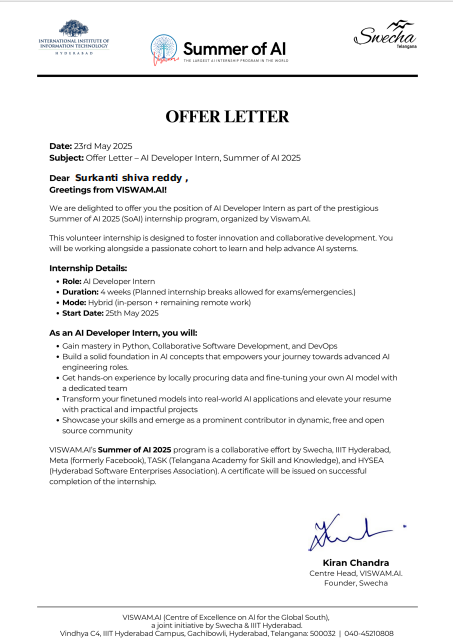 INTERNATIONAL INSTITUTE OF
INFORMATION TECHNOLOGY
HYDERABAD
Summer of AI
THE LARGEST AI INTERNSHIP PROGRAM IN THE WORLD
Swecha
Telangana
OFFER LETTER
Date: 23rd May 2025
Subject: Offer Letter – AI Developer Intern, Summer of AI 2025
Dear Surkanti shiva reddy ,
Greetings from VISWAM.AI!
We are delighted to offer you the position of AI Developer Intern as part of the prestigious
Summer of AI 2025 (SoAI) internship program, organized by Viswam.AI.
This volunteer internship is designed to foster innovation and collaborative development. You
will be working alongside a passionate cohort to learn and help advance AI systems.
Internship Details:
• Role: AI Developer Intern
• Duration: 4 weeks (Planned internship breaks allowed for exams/emergencies.)
• Mode: Hybrid (in-person + remaining remote work)
• Start Date: 25th May 2025
As an AI Developer Intern, you will:
• Gain mastery in Python, Collaborative Software Development, and DevOps
• Build a solid foundation in AI concepts that empowers your journey towards advanced AI
engineering roles.
• Get hands-on experience by locally procuring data and fine-tuning your own AI model with
a dedicated team
• Transform your finetuned models into real-world AI applications and elevate your resume
with practical and impactful projects
• Showcase your skills and emerge as a prominent contributor in dynamic, free and open
source community
VISWAM.AI's Summer of AI 2025 program is a collaborative effort by Swecha, IIIT Hyderabad,
Meta (formerly Facebook), TASK (Telangana Academy for Skill and Knowledge), and HYSEA
(Hyderabad Software Enterprises Association). A certificate will be issued on successful
completion of the internship.
Kiran Chandra
Centre Head, VISWAM.AI.
Founder, Swecha
VISWAM.AI (Centre of Excellence on AI for the Global South),
a joint initiative by Swecha & IIIT Hyderabad.
Vindhya C4, IIIT Hyderabad Campus, Gachibowli, Hyderabad, Telangana: 500032 | 040-45210808